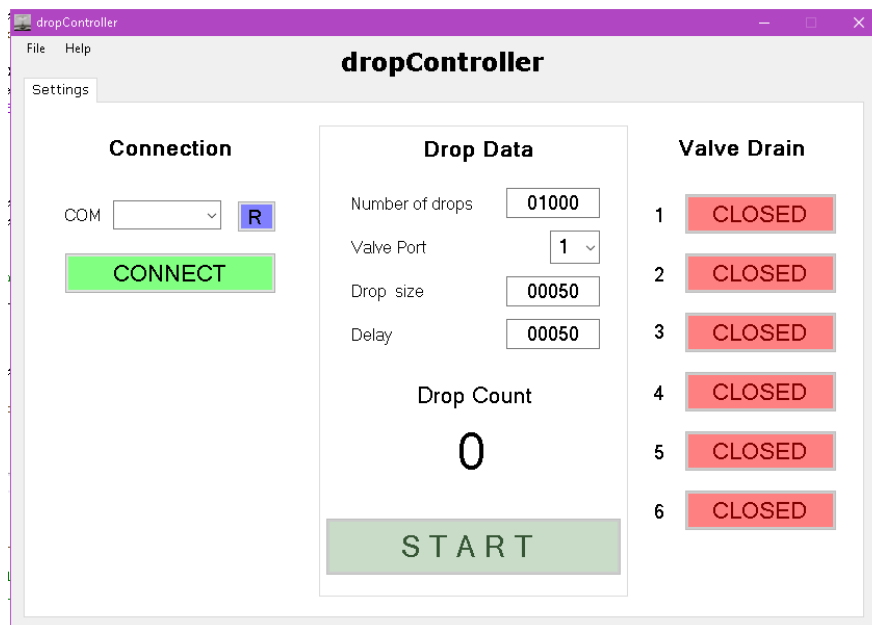 dropController
File Help
dropController
Settings
Connection
COM
R
CONNECT
Drop Data
Number of drops 01000
Valve Port 1
Drop size 00050
Delay 00050
Drop Count
0
START
Valve Drain
1 CLOSED
2 CLOSED
3 CLOSED
4 CLOSED
5 CLOSED
6 CLOSED